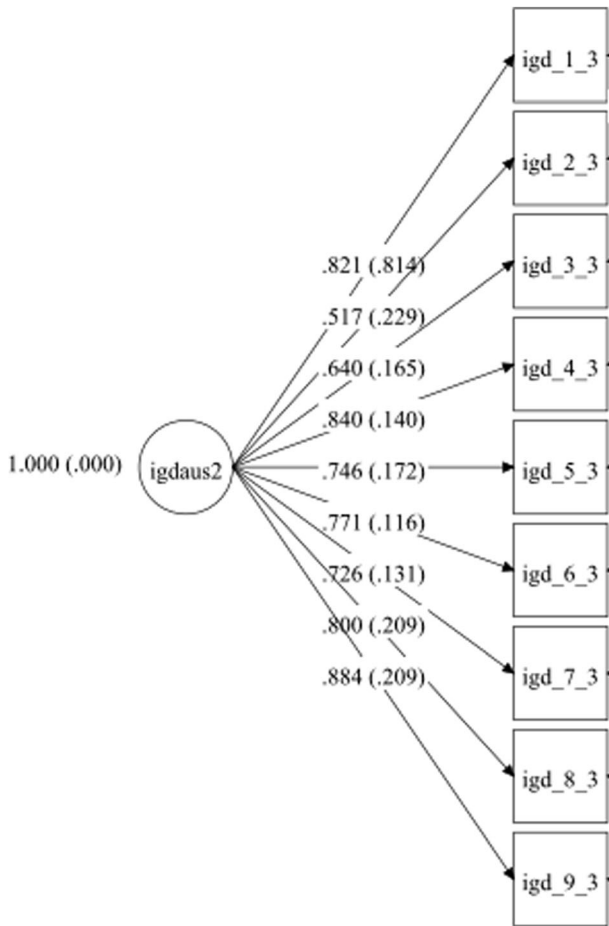 igd_1_3
igd_2_3
igd_3_3
.821 (.814)
.517 (.229)
.640 (.165)
igd_4_3
.840 (.140)
1.000 (.000)
igdaus2
.746 (.172)
igd_5_3
.771 (.116)
igd_6_3
.726 (.131)
.800 (.209)
igd_7_3
.884 (.209)
igd_8_3
igd_9_3